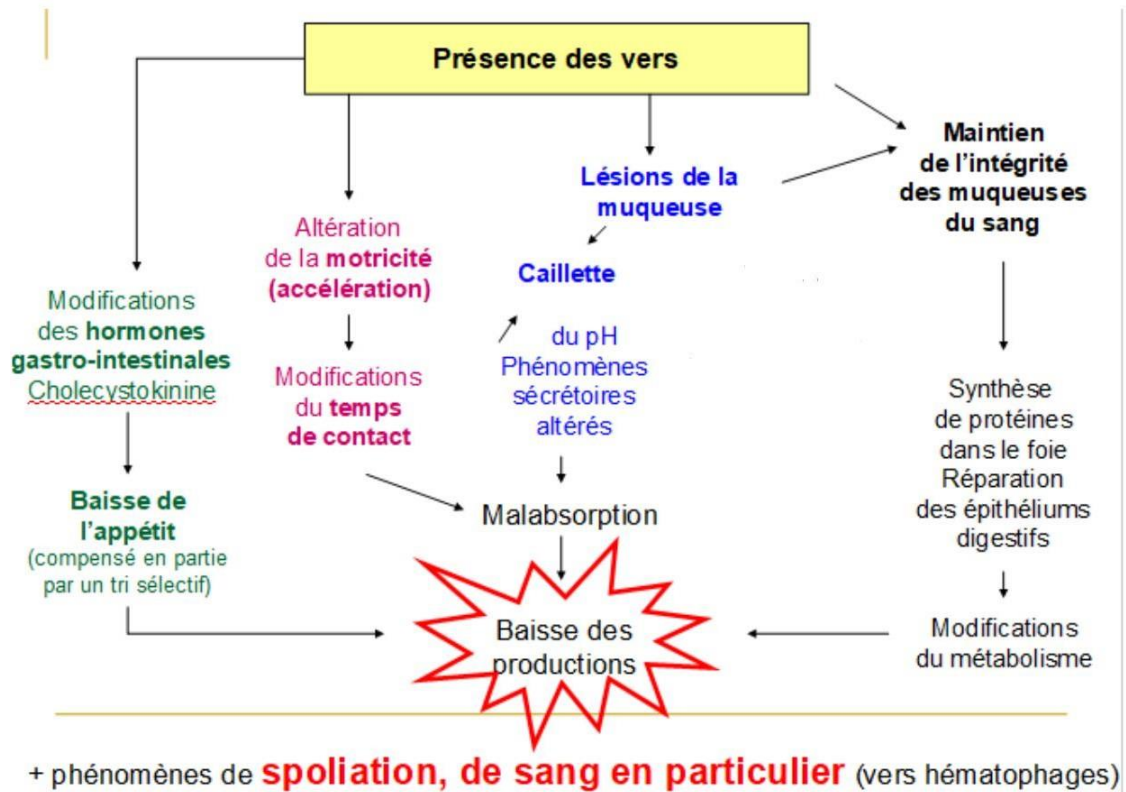 Présence des vers
Modifications
des hormones
gastro-intestinales
Cholecystokinine
Baisse de
l'appétit
(compensé en partie
par un tri sélectif)
Altération
de la motricité
(accélération)
Modifications
du temps
de contact
Lésions de la
muqueuse
Caillette
du pH
Phénomènes
sécrétoires
altérés
Malabsorption
Baisse des
productions
Maintien
de l'intégrité
des muqueuses
du sang
Synthèse
de protéines
dans le foie
Réparation
des épithéliums
digestifs
Modifications
du métabolisme
+ phénomènes de spoliation, de sang en particulier (vers hématophages)